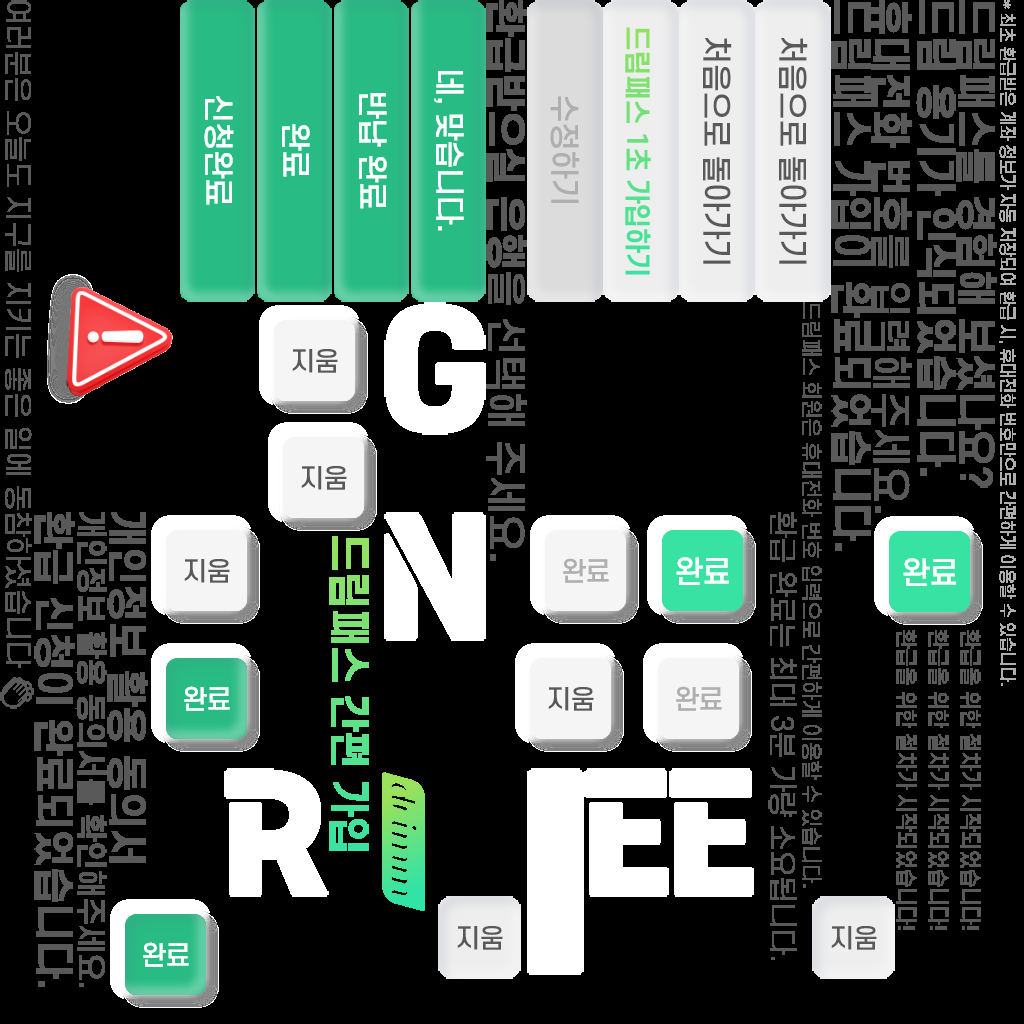 여러분은 오늘도 지구를 지키는 좋은 일에 동참하셨습니다
신청완료
완료
반납 완료
네, 맞습니다.
환급받으실 은행을 선택해 주세요.
수정하기
드림패스 1초 가입하기
처음으로 돌아가기
처음으로 돌아가기
드림패스 가입이 완료되었습니다.
휴대전화 번호를 입력해주세요.
드림 용기가 인식되었습니다.
드림패스를 경험해 보셨나요?
* 최초 환급받은 계좌 정보가 자동 저장되어 환급 시, 휴대전화 번호만으로 간편하게 이용할 수 있습니다.
드림패스 회원은 휴대전화 번호 입력으로 간편하게 이용할 수 있습니다.
지움
G
지움
지움
N
완료
완료
완료
완료
지움
완료
환급 신청이 완료되었습니다.
개인정보 활용 동의서를 확인해주세요.
개인정보 활용 동의서
드림패스 간편 가입
환급 완료는 최대 3분 가량 소요됩니다.
환급을 위한 절차가 시작되었습니다!
환급을 위한 절차가 시작되었습니다!
환급을 위한 절차가 시작되었습니다!
R
E
E
완료
지움
지움